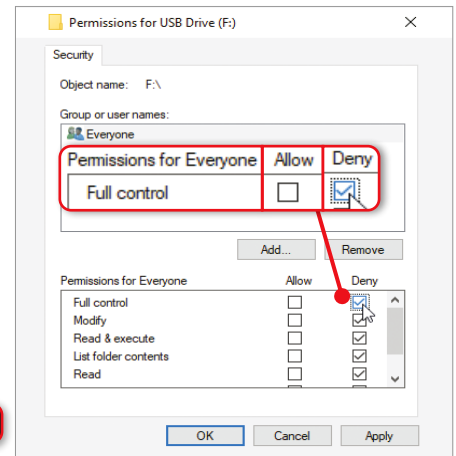 Permissions for USB Drive (F:)
Security
Object name: F:\
Group or user names:
Everyone
Permissions for Everyone Allow Deny
Full control
Add... Remove
Permissions for Everyone Allow Deny
Full control
Modify
Read & execute
List folder contents
Read
OK Cancel Apply